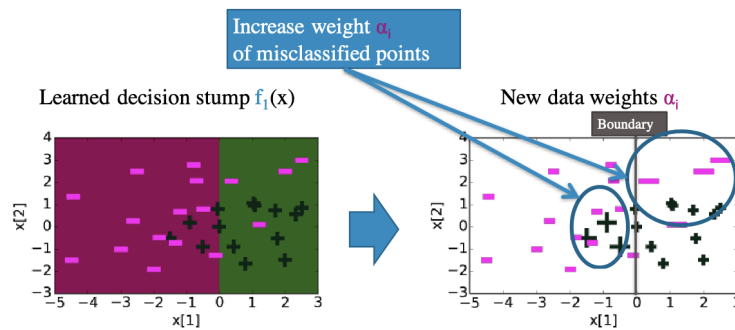 Increase weight αi
of misclassified points
Learned decision stump f1(x)
New data weights αi
Boundary
4
3
2
1
0
−1
−2
−3
x[2]
−5 −4 −3 −2 −1 0 1 2 3
x[1]
4
3
2
1
0
−1
−2
−3
x[2]
−5 −4 −3 −2 −1 0 1 2 3
x[1]